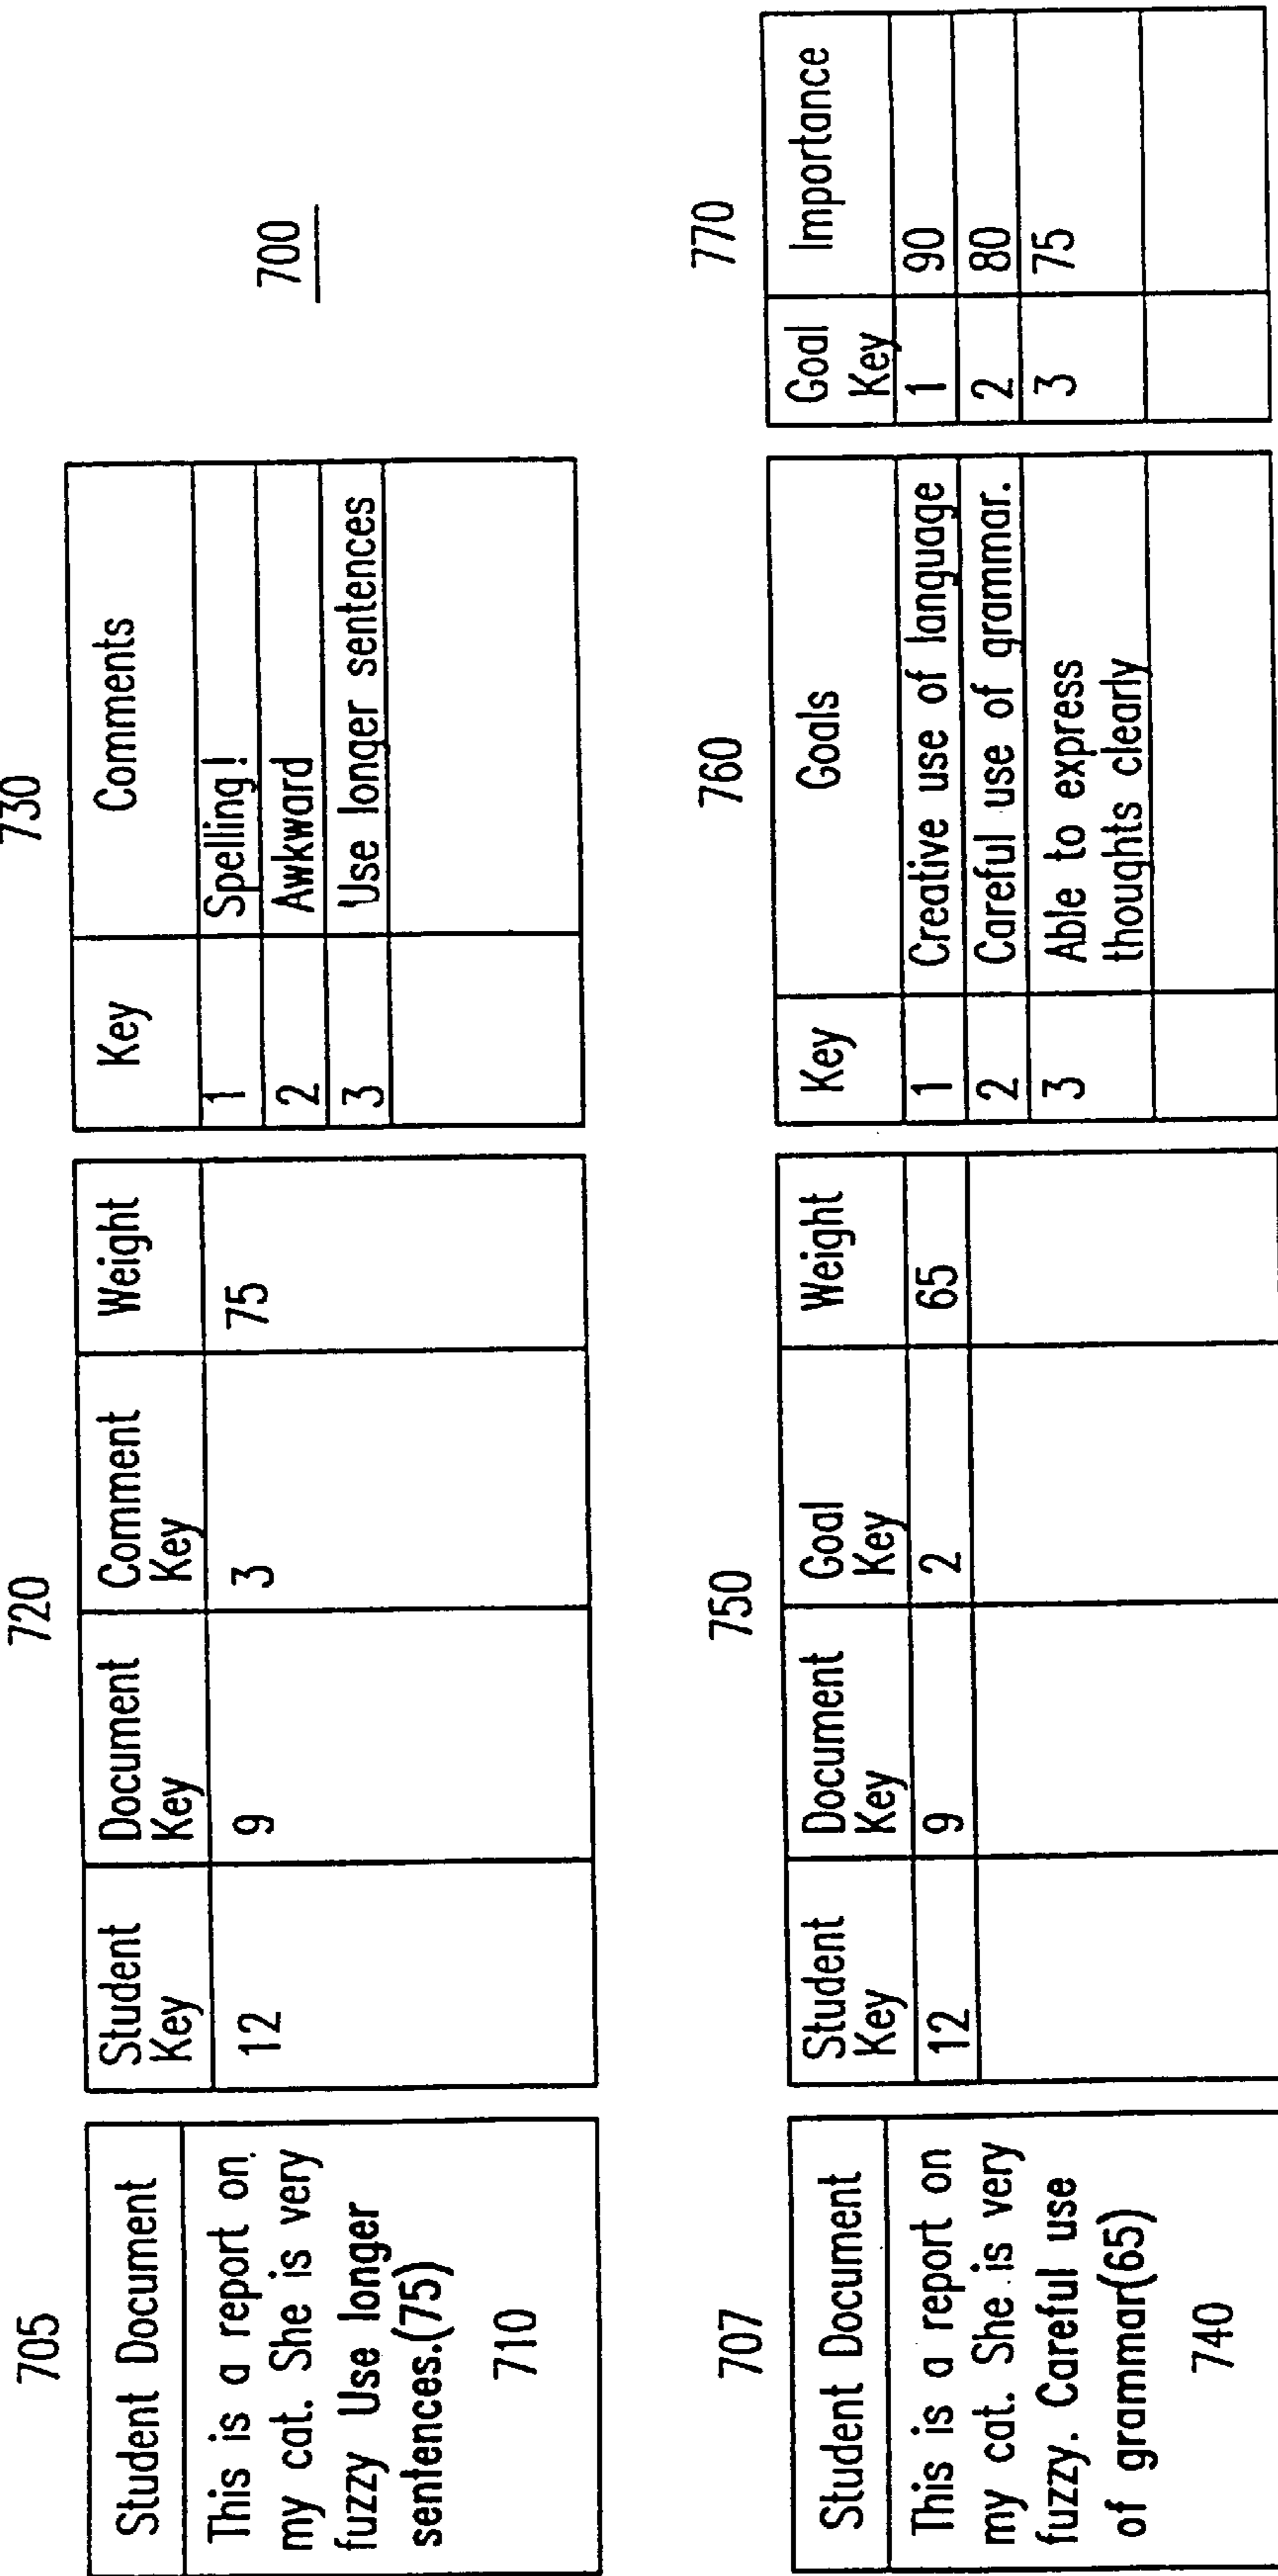 700
705
Student Document
This is a report on
my cat. She is very
fuzzy Use longer
sentences.(75)
710
720
Student
Key
Document
Key
Comment
Key
Weight
12
9
3
75
730
Key
Comments
1
Spelling!
2
Awkward
3
Use longer sentences
707
Student Document
This is a report on
my cat. She is very
fuzzy. Careful use
of grammar(65)
740
750
Student
Key
Document
Key
Goal
Key
Weight
12
9
2
65
760
Key
Goals
1
Creative use of language
2
Careful use of grammar.
3
Able to express
thoughts clearly
770
Goal
Key
Importance
1
90
2
80
3
75